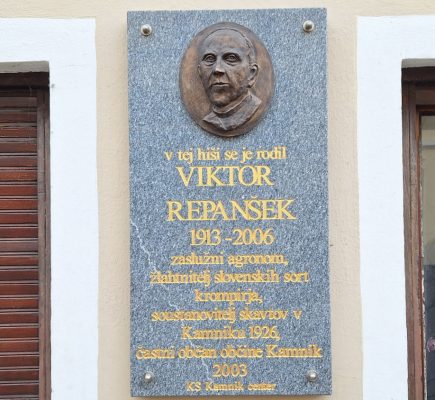 v tej hiši se je rodil
VIKTOR
REPANŠEK
1913 - 2006
zaslužni agronom,
žlahtnitelj slovenskih sort
krompirja,
soustanovitelj skavtov v
Kamniku 1926,
častni občan občine Kamnik
2003
KS Kamnik center